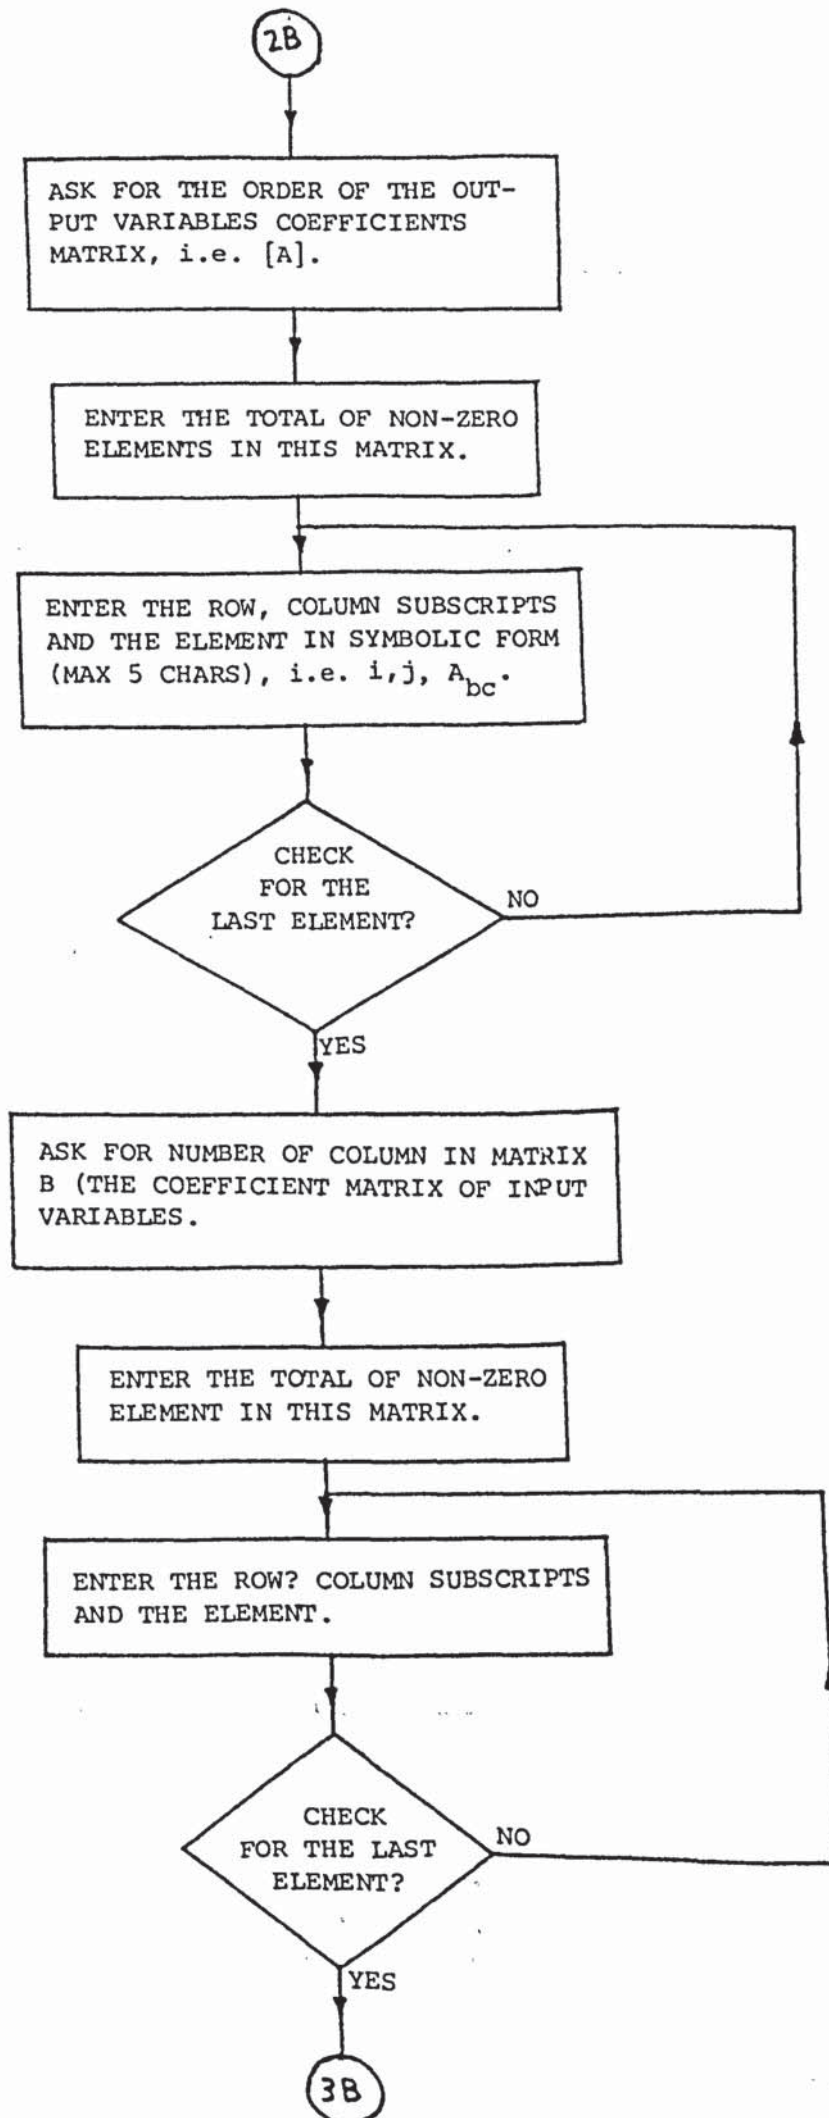 2B
ASK FOR THE ORDER OF THE OUT-
PUT VARIABLES COEFFICIENTS
MATRIX, i.e. [A].
ENTER THE TOTAL OF NON-ZERO
ELEMENTS IN THIS MATRIX.
ENTER THE ROW, COLUMN SUBSCRIPTS
AND THE ELEMENT IN SYMBOLIC FORM
(MAX 5 CHARS), i.e. i,j, A_bc.
CHECK
FOR THE
LAST ELEMENT?
NO
YES
ASK FOR NUMBER OF COLUMN IN MATRIX
B (THE COEFFICIENT MATRIX OF INPUT
VARIABLES.
ENTER THE TOTAL OF NON-ZERO
ELEMENT IN THIS MATRIX.
ENTER THE ROW? COLUMN SUBSCRIPTS
AND THE ELEMENT.
CHECK
FOR THE LAST
ELEMENT?
NO
YES
3B